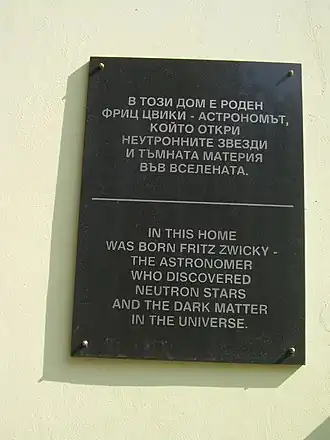 В ТОЗИ ДОМ Е РОДЕН
ФРИЦ ЦВИКИ - АСТРОНОМЪТ,
КОЙТО ОТКРИ
НЕУТРОННИТЕ ЗВЕЗДИ
И ТЪМНАТА МАТЕРИЯ
ВЪВ ВСЕЛЕНАТА.
IN THIS HOME
WAS BORN FRITZ ZWICKY -
THE ASTRONOMER
WHO DISCOVERED
NEUTRON STARS
AND THE DARK MATTER
IN THE UNIVERSE.